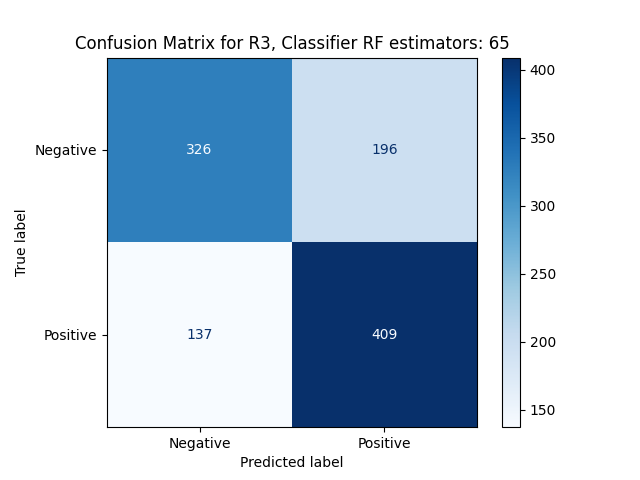 Confusion Matrix for R3, Classifier RF estimators: 65
400
350
300
250
200
150
True label
Negative
326
196
Positive
137
409
Negative
Positive
Predicted label